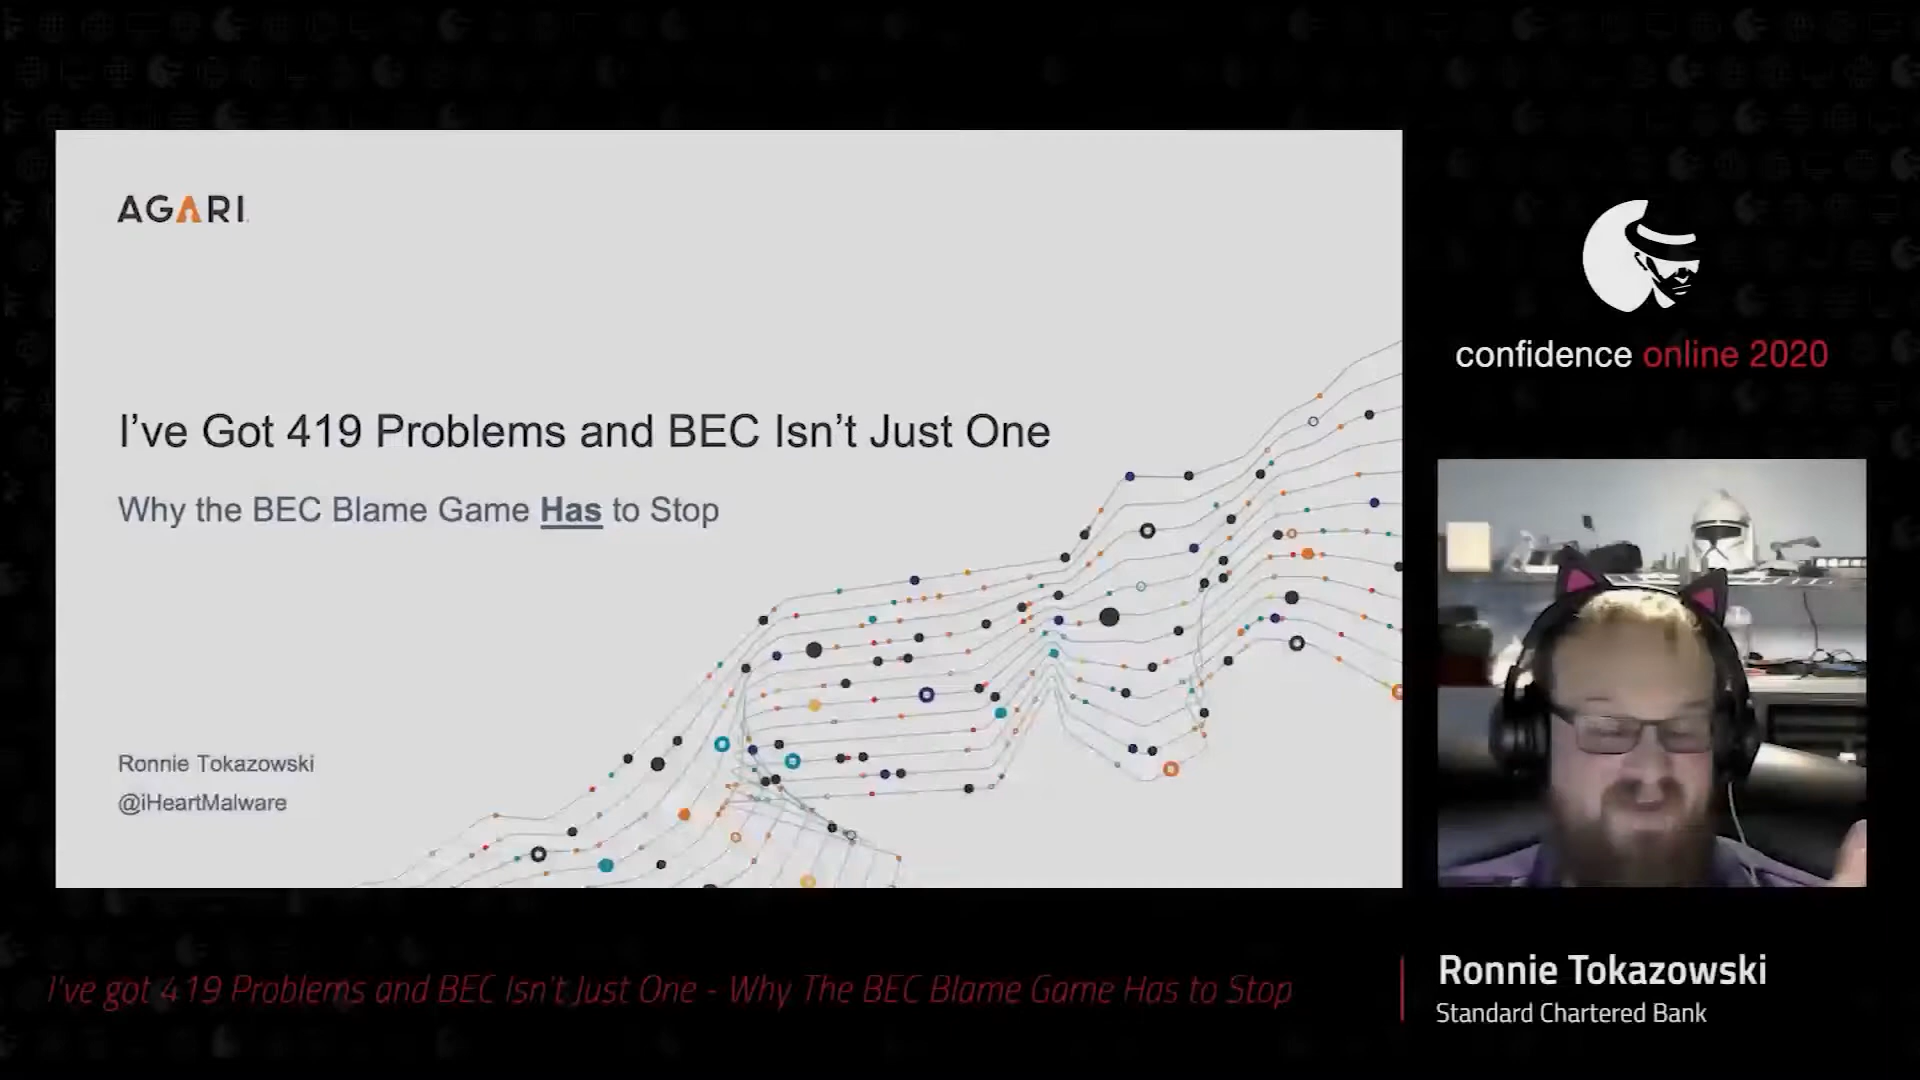 AGARI
I’ve Got 419 Problems and BEC Isn’t Just One
Why the BEC Blame Game Has to Stop
Ronnie Tokazowski
@iHeartMalware
confidence online 2020
I've got 419 Problems and BEC Isn't Just One - Why The BEC Blame Game Has to Stop
Ronnie Tokazowski
Standard Chartered Bank